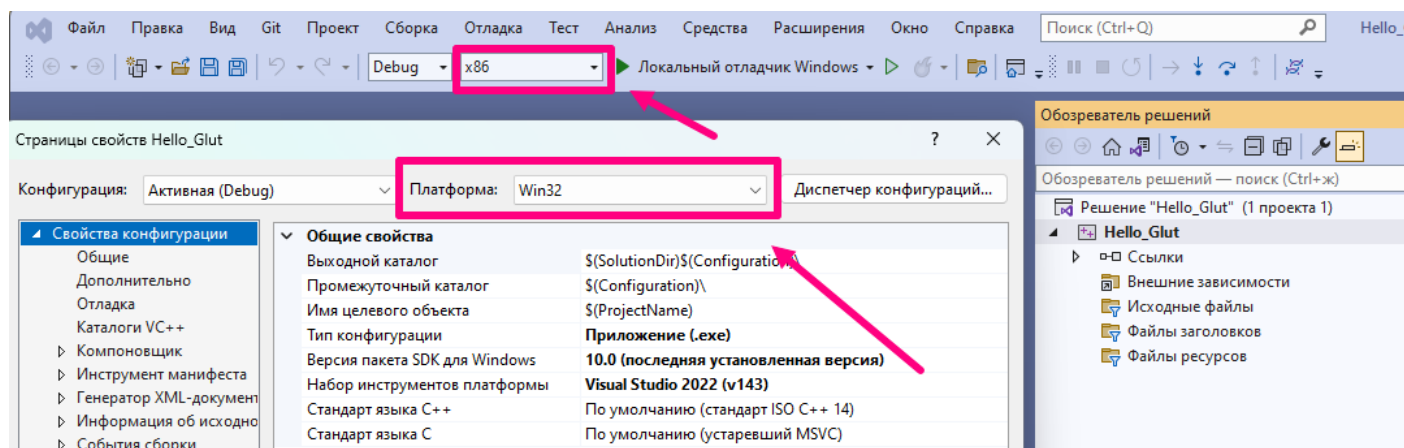 Файл Правка Вид Git Проект Сборка Отладка Тест Анализ Средства Расширения Окно Справка Поиск (Ctrl+Q) Hello_
Debug x86 Локальный отладчик Windows
Обозреватель решений
Страницы свойств Hello_Glut ?
Конфигурация: Активная (Debug) Платформа: Win32 Диспетчер конфигураций...
Обозреватель решений — поиск (Ctrl+ж)
Решение "Hello_Glut" (1 проекта 1)
Hello_Glut
Ссылки
Внешние зависимости
Исходные файлы
Файлы заголовков
Файлы ресурсов
Свойства конфигурации
Общие
Дополнительно
Отладка
Каталоги VC++
Компоновщик
Инструмент манифеста
Генератор XML-документ
Информация об исходно
События сборки
Общие свойства
Выходной каталог $(SolutionDir)$(Configuration)\
Промежуточный каталог $(Configuration)\
Имя целевого объекта $(ProjectName)
Тип конфигурации Приложение (.exe)
Версия пакета SDK для Windows 10.0 (последняя установленная версия)
Набор инструментов платформы Visual Studio 2022 (v143)
Стандарт языка C++ По умолчанию (стандарт ISO C++ 14)
Стандарт языка C По умолчанию (устаревший MSVC)